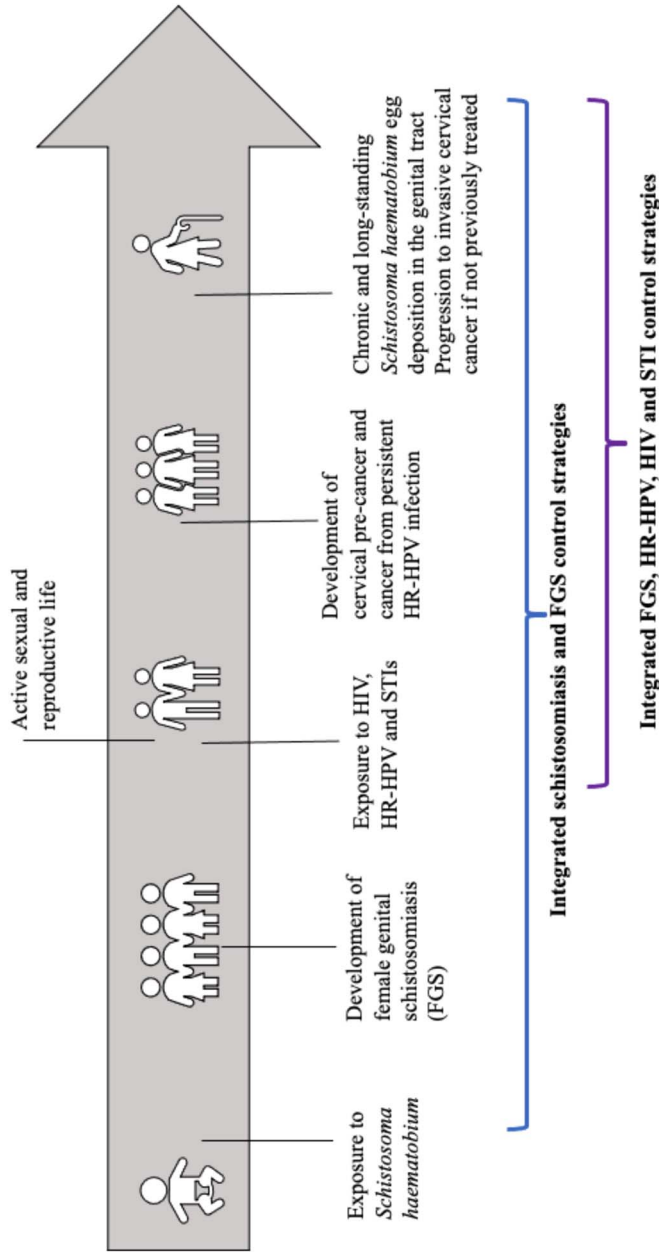 Active sexual and
reproductive life
Exposure to
Schistosoma
haematobium
Development of
female genital
schistosomiasis
(FGS)
Exposure to HIV,
HR-HPV and STIs
Development of
cervical pre-cancer and
cancer from persistent
HR-HPV infection
Chronic and long-standing
Schistosoma haematobium egg
deposition in the genital tract
Progression to invasive cervical
cancer if not previously treated
Integrated schistosomiasis and FGS control strategies
Integrated FGS, HR-HPV, HIV and STI control strategies